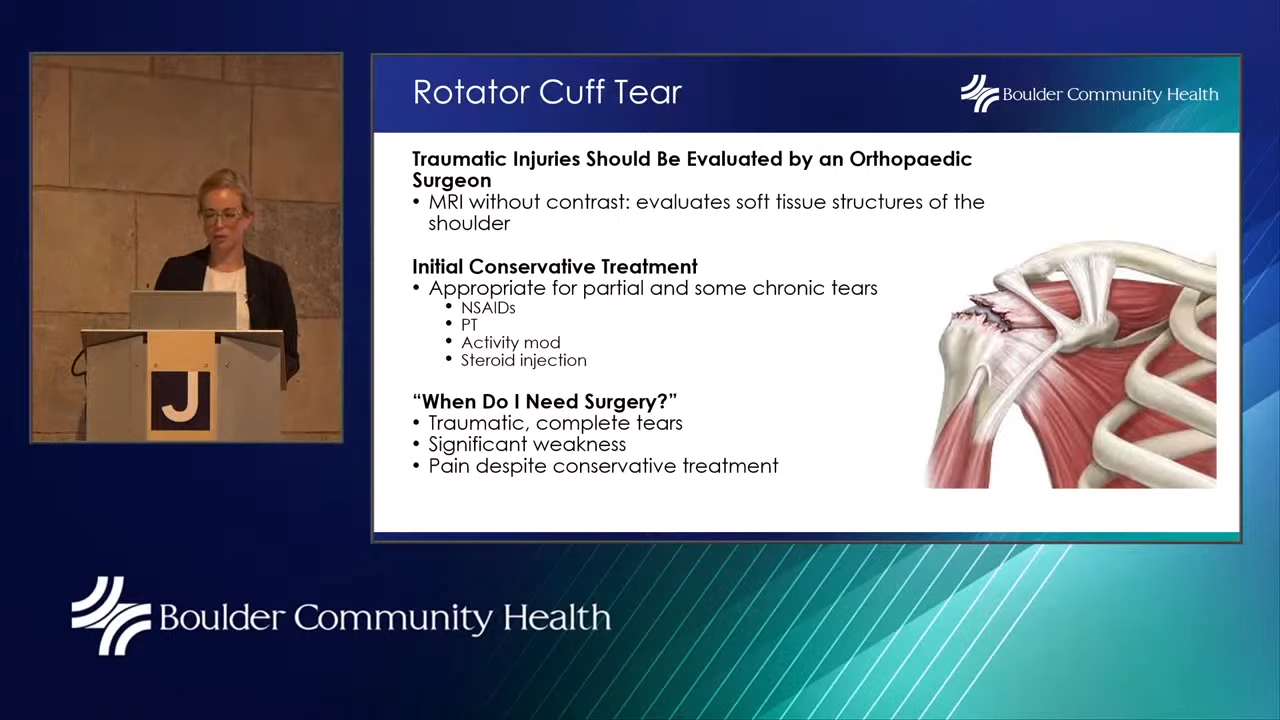 Rotator Cuff Tear
Boulder Community Health
Traumatic Injuries Should Be Evaluated by an Orthopaedic
Surgeon
• MRI without contrast: evaluates soft tissue structures of the
shoulder
Initial Conservative Treatment
• Appropriate for partial and some chronic tears
• NSAIDs
• PT
• Activity mod
• Steroid injection
“When Do I Need Surgery?”
• Traumatic, complete tears
• Significant weakness
• Pain despite conservative treatment
J
Boulder Community Health